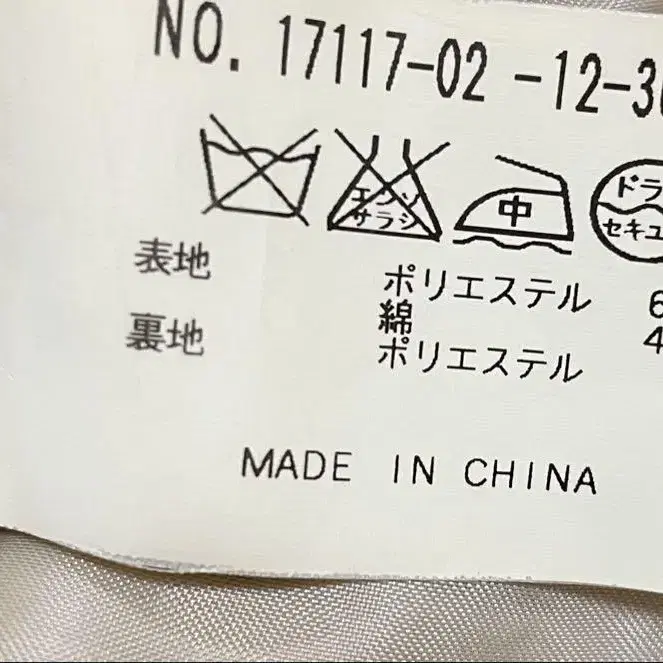 NO. 17117-02 -12-3
エンソ
サラシ
中
ドラ
セキュ
表地 ポリエステル 6
綿 4
裏地 ポリエステル
MADE IN CHINA